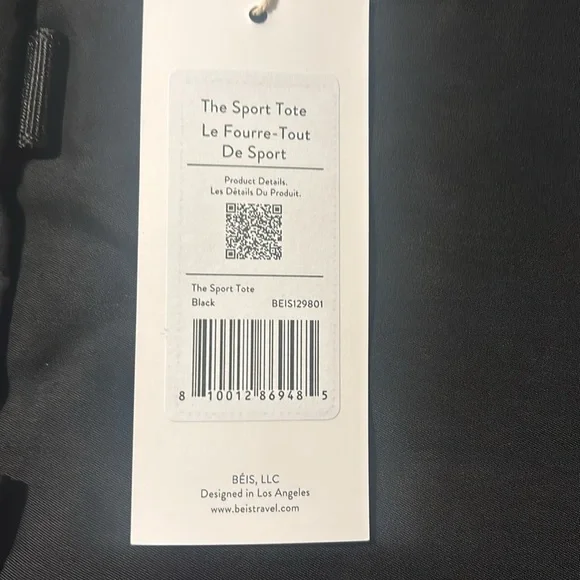 The Sport Tote
Le Fourre-Tout
De Sport
Product Details.
Les Détails Du Produit.
The Sport Tote
Black BEIS129801
8 10012 86948 5
BÉIS, LLC
Designed in Los Angeles
www.beistravel.com